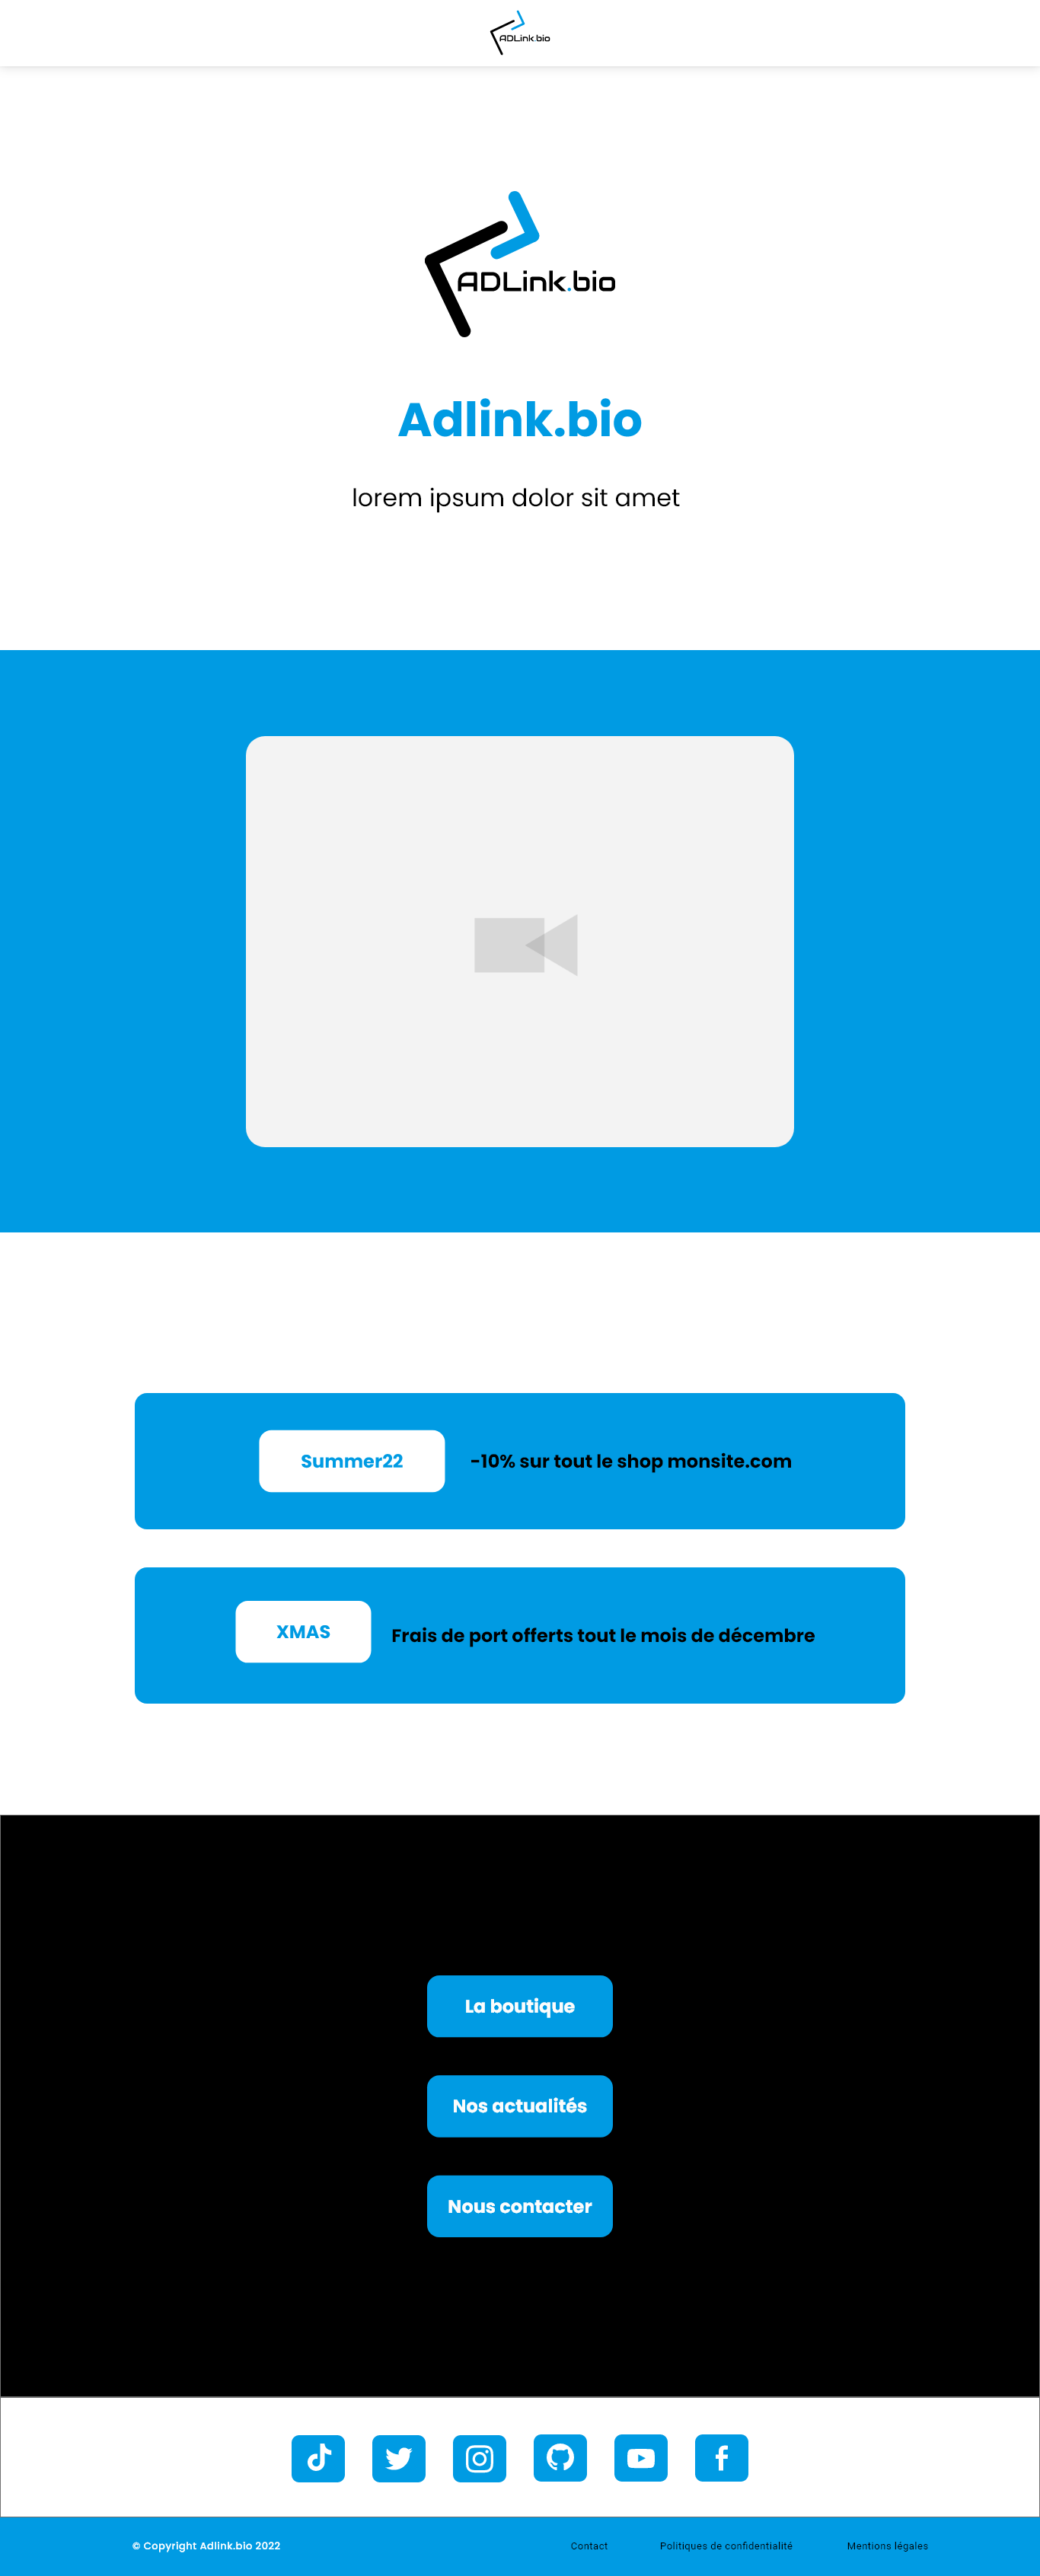 ADLink.bio
ADLink.bio
Adlink.bio
lorem ipsum dolor sit amet
Summer22
-10% sur tout le shop monsite.com
XMAS
Frais de port offerts tout le mois de décembre
La boutique
Nos actualités
Nous contacter
© Copyright Adlink.bio 2022
Contact
Politiques de confidentialité
Mentions légales